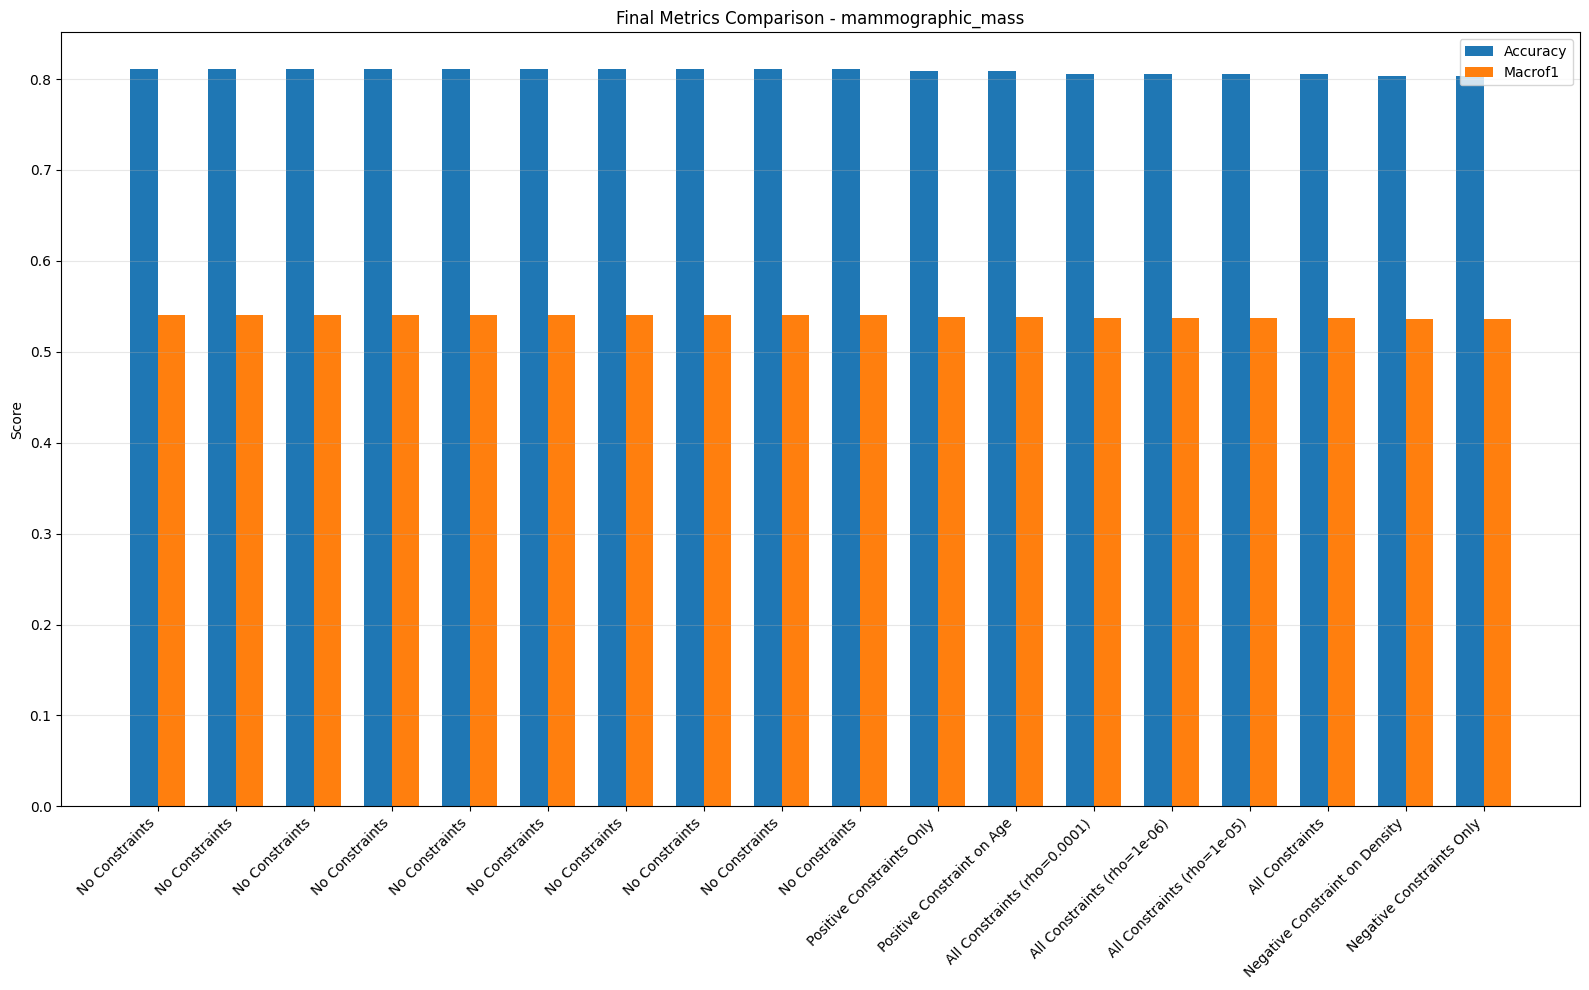 Final Metrics Comparison - mammographic_mass
Accuracy
Macrof1
Score
0.8
0.7
0.6
0.5
0.4
0.3
0.2
0.1
0.0
No Constraints
No Constraints
No Constraints
No Constraints
No Constraints
No Constraints
No Constraints
No Constraints
No Constraints
No Constraints
Positive Constraints Only
Positive Constraint on Age
All Constraints (rho=0.0001)
All Constraints (rho=1e-06)
All Constraints (rho=1e-05)
All Constraints
Negative Constraint on Density
Negative Constraints Only